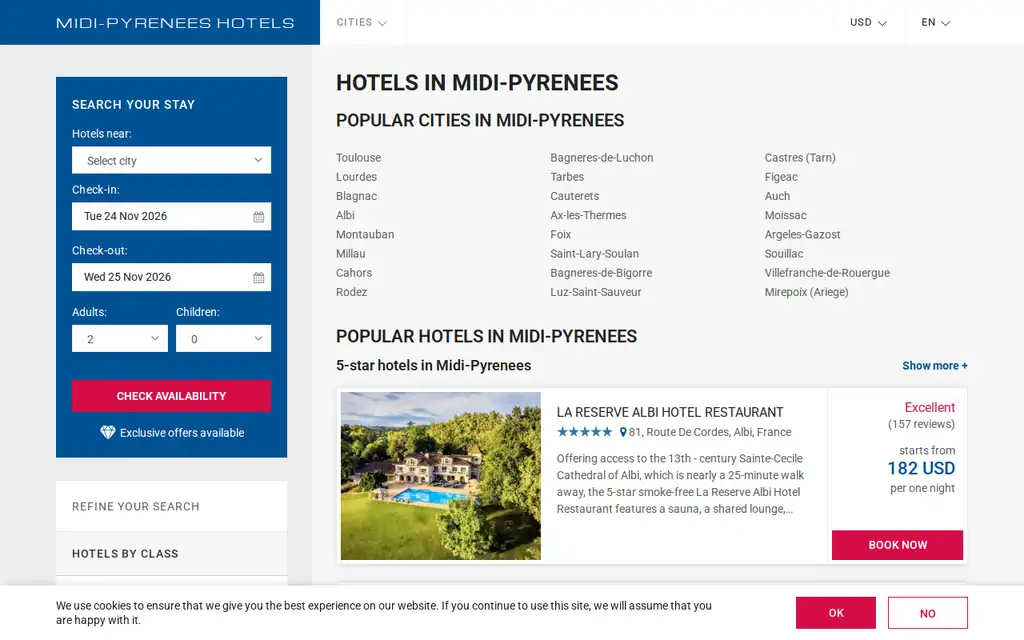 MIDI-PYRENEES HOTELS
CITIES
USD
EN
SEARCH YOUR STAY
Hotels near:
Select city
Check-in:
Tue 24 Nov 2026
Check-out:
Wed 25 Nov 2026
Adults:
Children:
2
0
CHECK AVAILABILITY
Exclusive offers available
REFINE YOUR SEARCH
HOTELS BY CLASS
HOTELS IN MIDI-PYRENEES
POPULAR CITIES IN MIDI-PYRENEES
Toulouse
Lourdes
Blagnac
Albi
Montauban
Millau
Cahors
Rodez
Bagneres-de-Luchon
Tarbes
Cauterets
Ax-les-Thermes
Foix
Saint-Lary-Soulan
Bagneres-de-Bigorre
Luz-Saint-Sauveur
Castres (Tarn)
Figeac
Auch
Moissac
Argeles-Gazost
Souillac
Villefranche-de-Rouergue
Mirepoix (Ariege)
POPULAR HOTELS IN MIDI-PYRENEES
5-star hotels in Midi-Pyrenees
Show more +
LA RESERVE ALBI HOTEL RESTAURANT
81, Route De Cordes, Albi, France
Offering access to the 13th - century Sainte-Cecile
Cathedral of Albi, which is nearly a 25-minute walk
away, the 5-star smoke-free La Reserve Albi Hotel
Restaurant features a sauna, a shared lounge,...
Excellent
(157 reviews)
starts from
182 USD
per one night
BOOK NOW
We use cookies to ensure that we give you the best experience on our website. If you continue to use this site, we will assume that you
are happy with it.
OK
NO